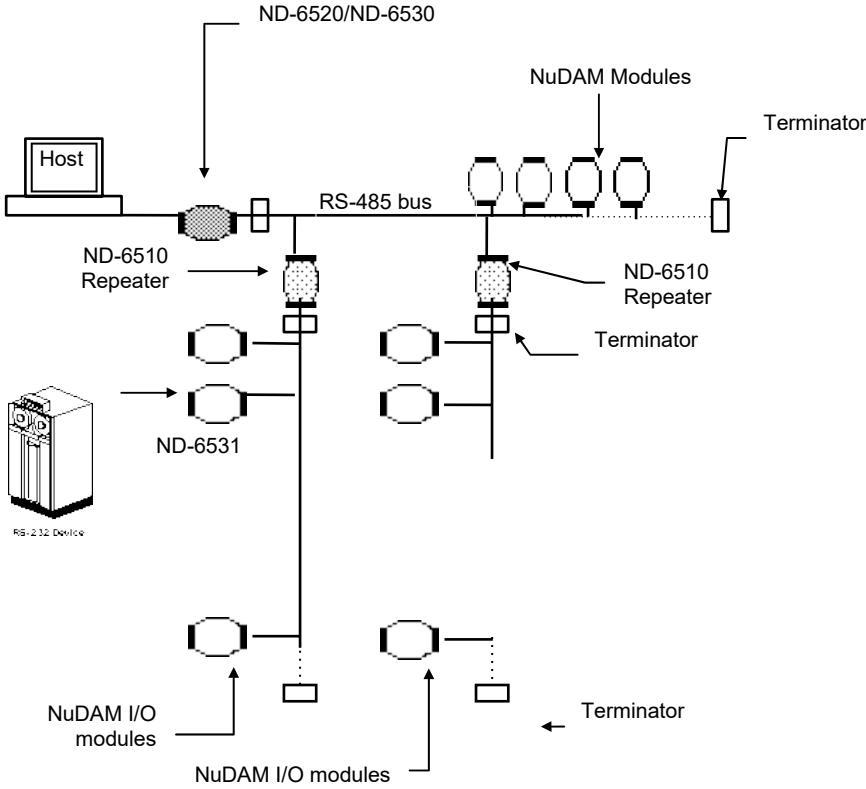 ND-6520/ND-6530
NuDAM Modules
Terminator
Host
RS-485 bus
ND-6510
Repeater
ND-6510
Repeater
Terminator
ND-6531
RS-232 Device
NuDAM I/O
modules
Terminator
NuDAM I/O modules